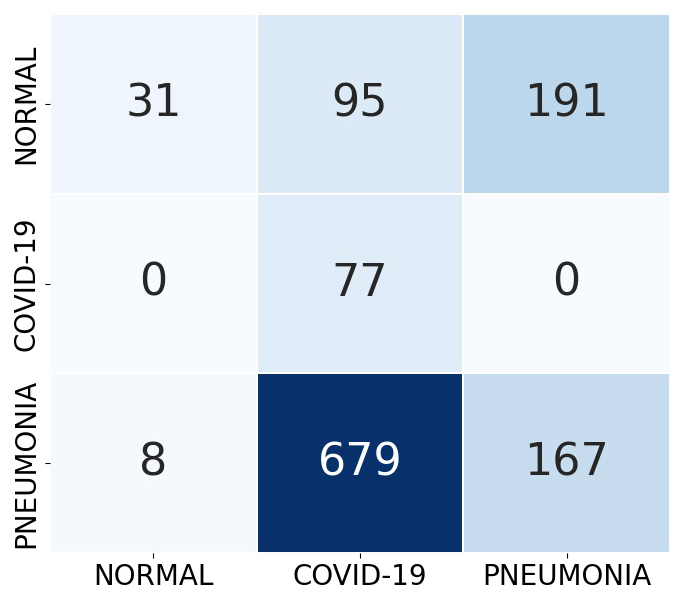 NORMAL 31 95 191
COVID-19 0 77 0
PNEUMONIA 8 679 167
NORMAL COVID-19 PNEUMONIA